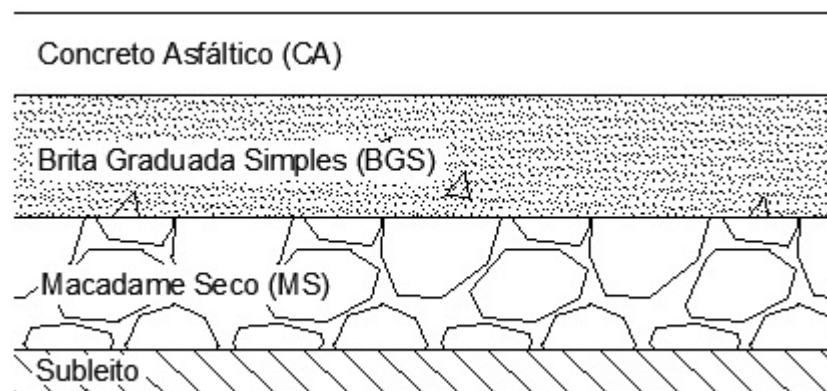 Concreto Asfáltico (CA)
Brita Graduada Simples (BGS)
Macadame Seco (MS)
Subleito